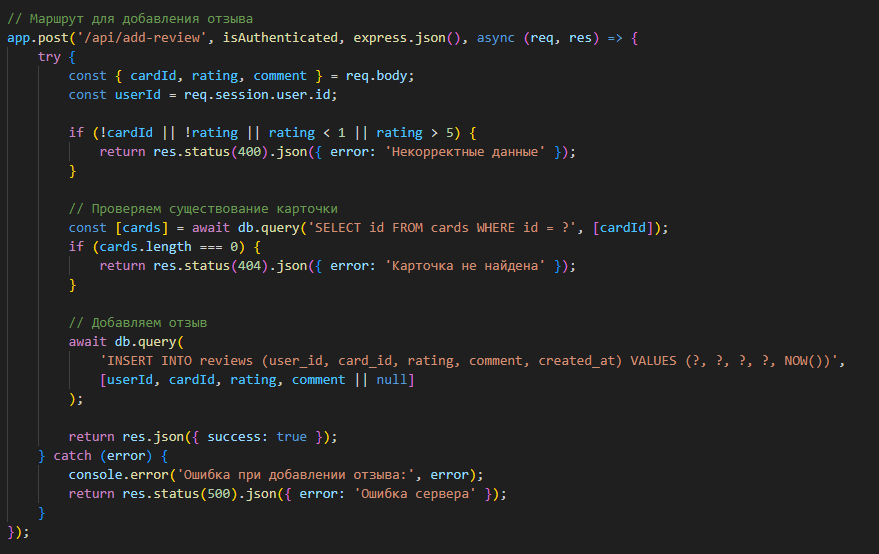 // Маршрут для добавления отзыва
app.post('/api/add-review', isAuthenticated, express.json(), async (req, res) => {
    try {
        const { cardId, rating, comment } = req.body;
        const userId = req.session.user.id;

        if (!cardId || !rating || rating < 1 || rating > 5) {
            return res.status(400).json({ error: 'Некорректные данные' });
        }

        // Проверяем существование карточки
        const [cards] = await db.query('SELECT id FROM cards WHERE id = ?', [cardId]);
        if (cards.length === 0) {
            return res.status(404).json({ error: 'Карточка не найдена' });
        }

        // Добавляем отзыв
        await db.query(
            'INSERT INTO reviews (user_id, card_id, rating, comment, created_at) VALUES (?, ?, ?, ?, NOW())',
            [userId, cardId, rating, comment || null]
        );

        return res.json({ success: true });
    } catch (error) {
        console.error('Ошибка при добавлении отзыва:', error);
        return res.status(500).json({ error: 'Ошибка сервера' });
    }
});